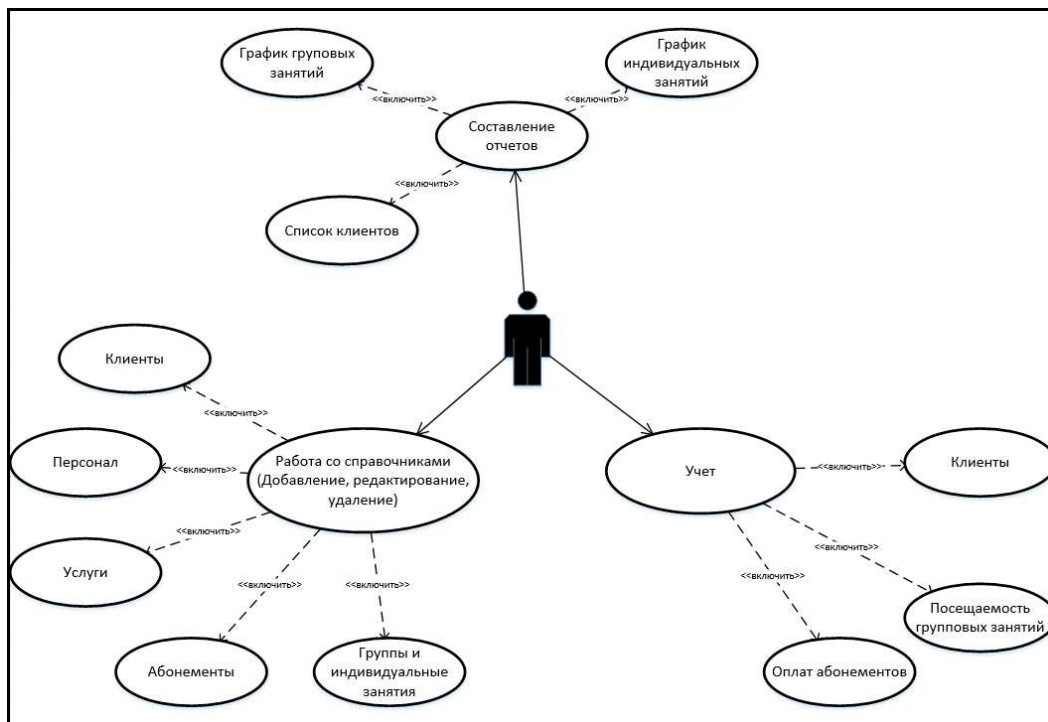 График груповых
занятий
График
индивидуальных
занятий
<<включить>>
<<включить>>
Составление
отчетов
<<включить>>
Список клиентов
Клиенты
<<включить>>
Персонал
<<включить>>
Работа со справочниками
(Добавление, редактирование,
удаление)
Учет
<<включить>>
Клиенты
<<включить>>
Услуги
<<включить>>
<<включить>>
<<включить>>
<<включить>>
Абонементы
Группы и
индивидуальные
занятия
Оплат абонементов
Посещаемость
групповых занятий